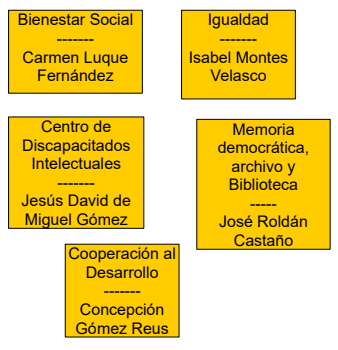 Bienestar Social
-------
Carmen Luque
Fernández
Igualdad
-------
Isabel Montes
Velasco
Centro de
Discapacitados
Intelectuales
-------
Jesús David de
Miguel Gómez
Memoria
democrática,
archivo y
Biblioteca
-----
José Roldán
Castaño
Cooperación al
Desarrollo
-------
Concepción
Gómez Reus